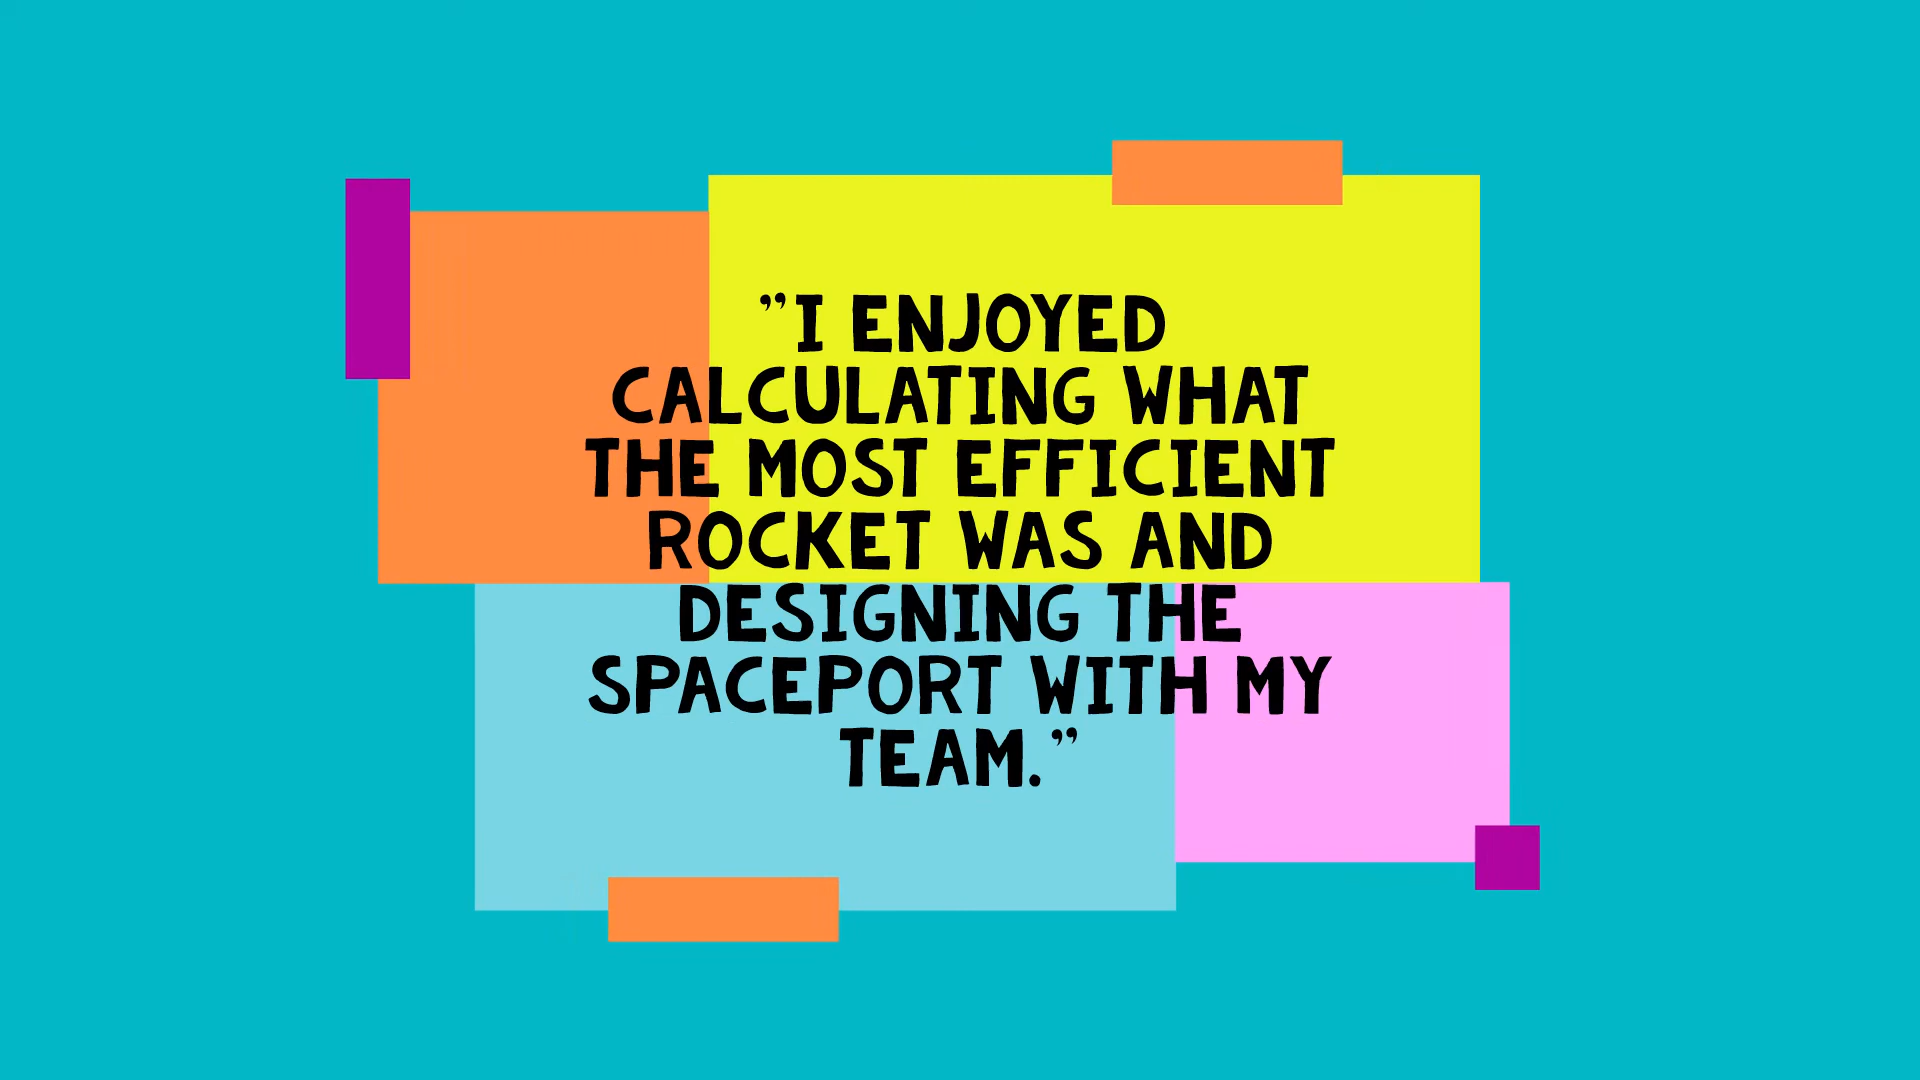 ”I ENJOYED
CALCULATING WHAT
THE MOST EFFICIENT
ROCKET WAS AND
DESIGNING THE
SPACEPORT WITH MY
TEAM.”